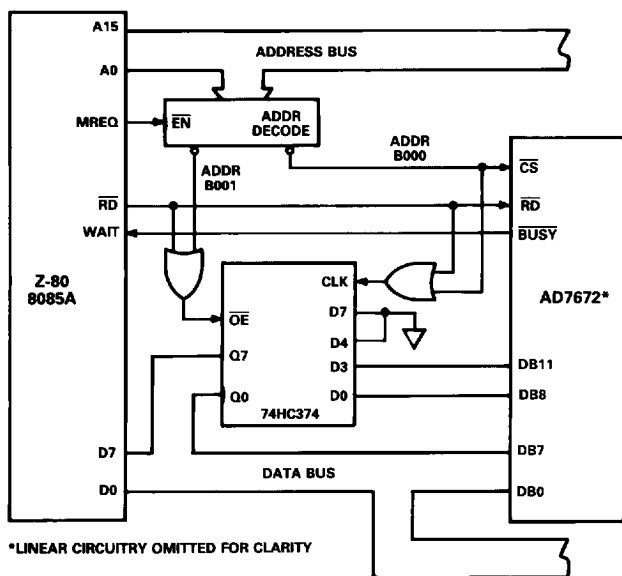 A15
ADDRESS BUS
A0
MREQ
EN
ADDR
DECODE
ADDR
B001
ADDR
B000
CS
RD
RD
WAIT
BUSY
Z-80
8085A
CLK
AD7672*
OE
D7
D4
Q7
D3
DB11
Q0
D0
DB8
74HC374
D7
DB7
DATA BUS
D0
DB0
*LINEAR CIRCUITRY OMITTED FOR CLARITY